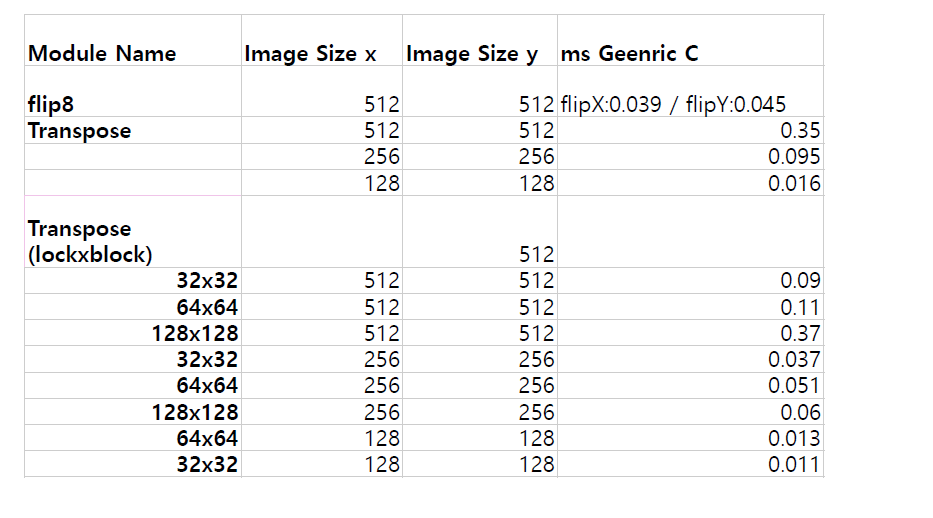 Module Name Image Size x Image Size y ms Geenric C
flip8 512 512 flipX:0.039 / flipY:0.045
Transpose 512 512 0.35
256 256 0.095
128 128 0.016
Transpose
(lockxblock) 512
32x32 512 512 0.09
64x64 512 512 0.11
128x128 512 512 0.37
32x32 256 256 0.037
64x64 256 256 0.051
128x128 256 256 0.06
64x64 128 128 0.013
32x32 128 128 0.011